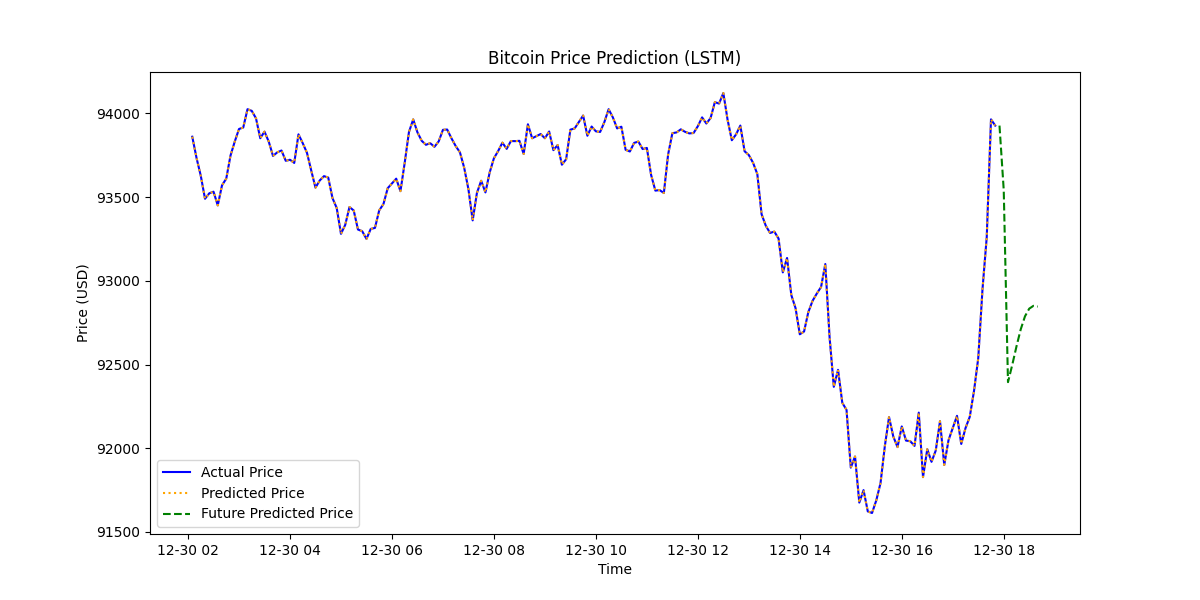 Bitcoin Price Prediction (LSTM)
Price (USD)
94000
93500
93000
92500
92000
91500
Actual Price
Predicted Price
Future Predicted Price
12-30 02
12-30 04
12-30 06
12-30 08
12-30 10
12-30 12
12-30 14
12-30 16
12-30 18
Time